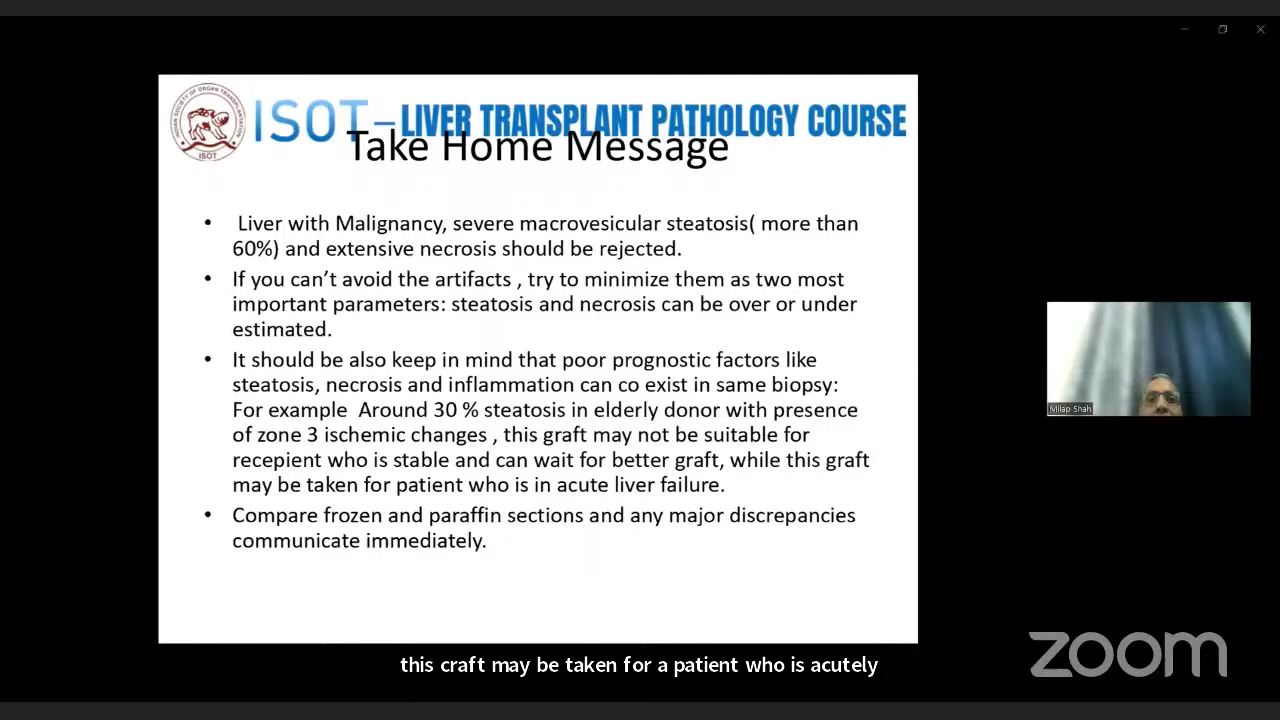 INDIAN SOCIETY OF ORGAN TRANSPLANTATION
ISOT
ISOT-LIVER TRANSPLANT PATHOLOGY COURSE
Take Home Message
• Liver with Malignancy, severe macrovesicular steatosis( more than
60%) and extensive necrosis should be rejected.
• If you can’t avoid the artifacts , try to minimize them as two most
important parameters: steatosis and necrosis can be over or under
estimated.
• It should be also keep in mind that poor prognostic factors like
steatosis, necrosis and inflammation can co exist in same biopsy:
For example Around 30 % steatosis in elderly donor with presence
of zone 3 ischemic changes , this graft may not be suitable for
recepient who is stable and can wait for better graft, while this graft
may be taken for patient who is in acute liver failure.
• Compare frozen and paraffin sections and any major discrepancies
communicate immediately.
Milap Shah
this craft may be taken for a patient who is acutely
zoom